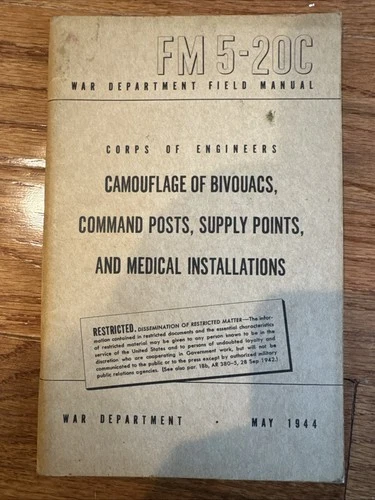 FM 5-20C
WAR DEPARTMENT FIELD MANUAL
CORPS OF ENGINEERS
CAMOUFLAGE OF BIVOUACS,
COMMAND POSTS, SUPPLY POINTS,
AND MEDICAL INSTALLATIONS
RESTRICTED. DISSEMINATION OF RESTRICTED MATTER—The infor-
mation contained in restricted documents and the essential characteristics
of restricted material may be given to any person known to be in the
service of the United States and to persons of undoubted loyalty and
discretion who are cooperating in Government work, but will not be
communicated to the public or to the press except by authorized military
public relations agencies. (See also par. 18b, AR 380-5, 28 Sep 1942.)
WAR DEPARTMENT • MAY 1944